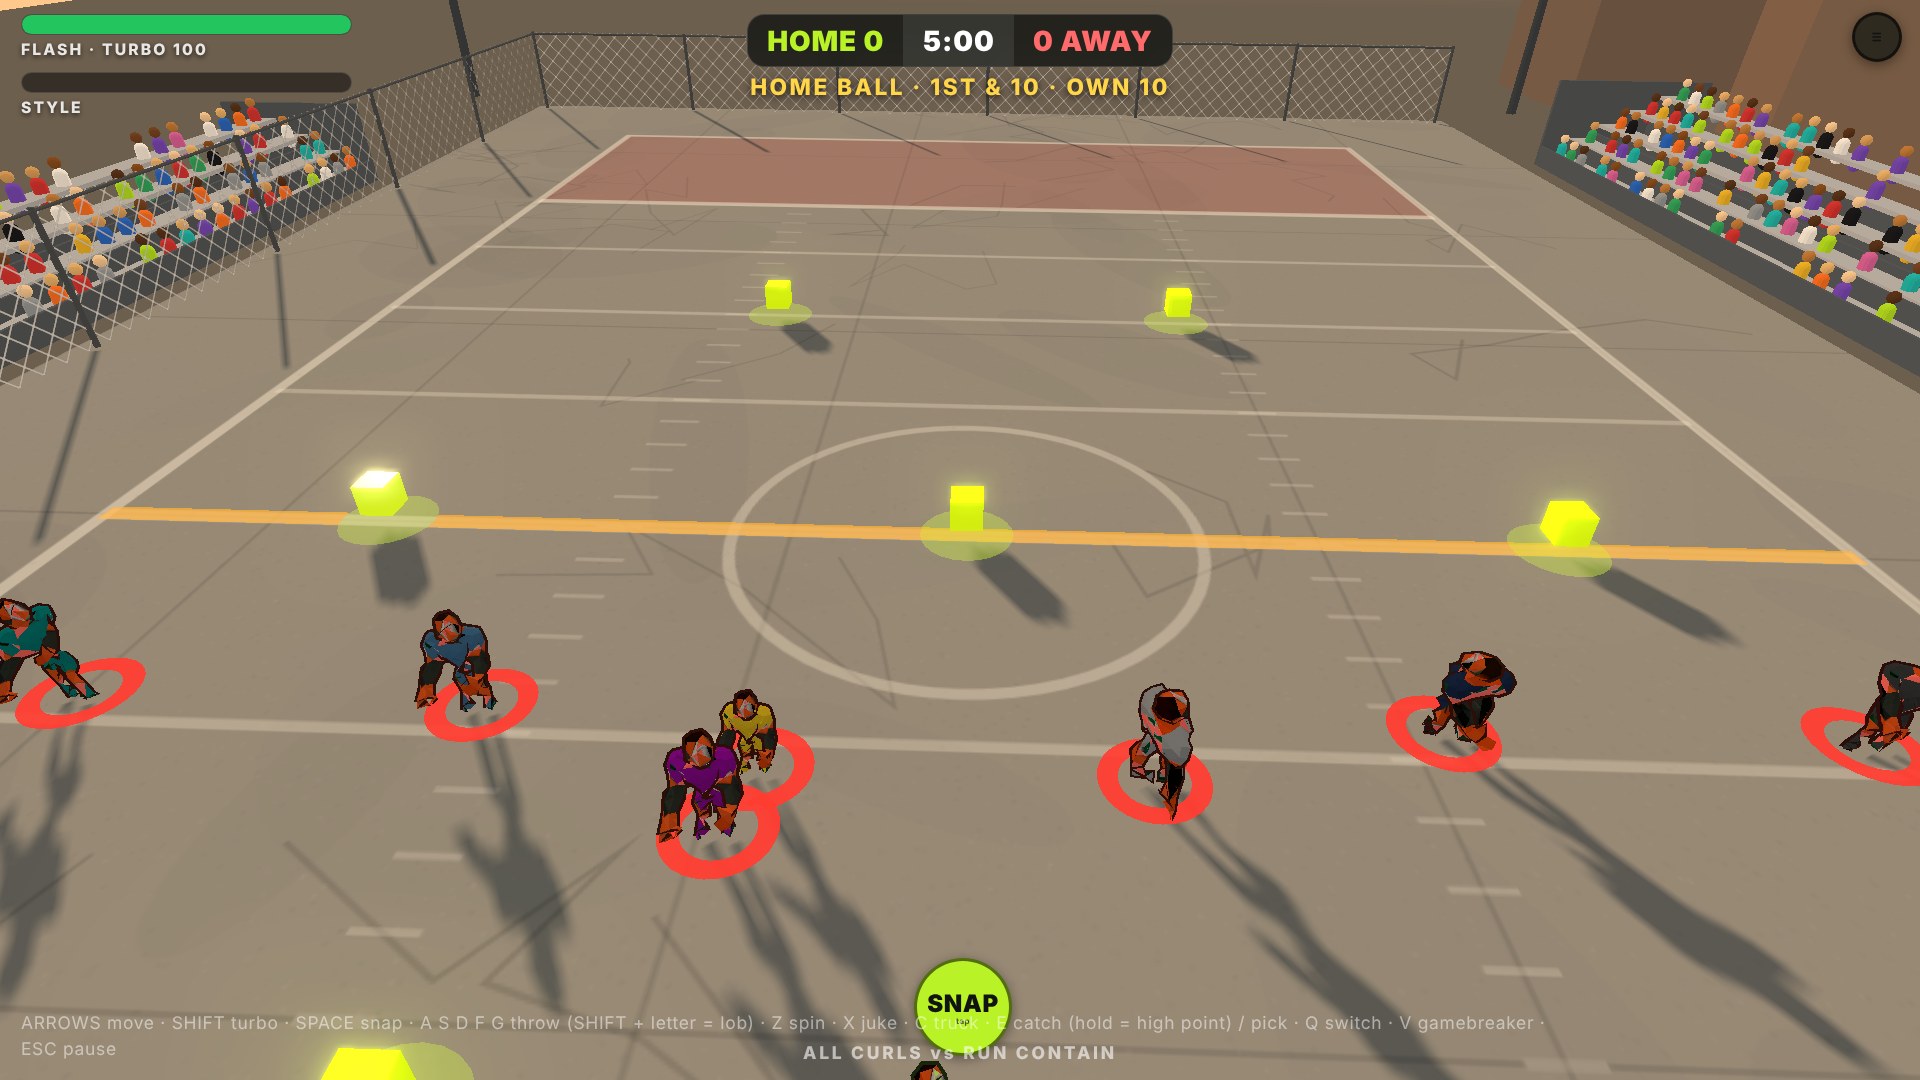 FLASH · TURBO 100
STYLE
HOME 0 5:00 0 AWAY
HOME BALL · 1ST & 10 · OWN 10
SNAP
ARROWS move · SHIFT turbo · SPACE snap · A S D F G throw (SHIFT + letter = lob) · Z spin · X juke · C truck · E catch (hold = high point) / pick · Q switch · V gamebreaker ·
ESC pause
ALL CURLS vs RUN CONTAIN